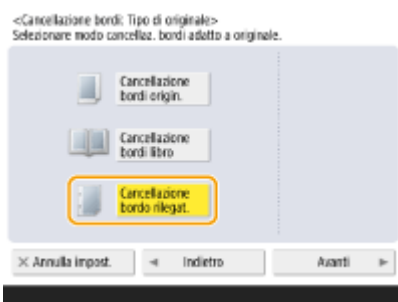 <Cancellazione bordi: Tipo di originale>
Selezionare modo cancellaz. bordi adatto a originale.
Cancellazione
bordi origin.
Cancellazione
bordi libro
Cancellazione
bordo rilegat.
× Annulla impost.
◄ Indietro
Avanti ►